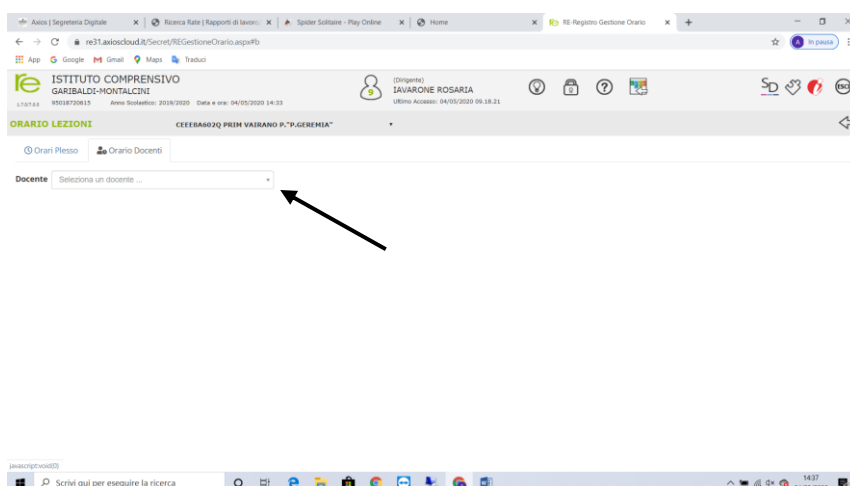 Axios | Segreteria Digitale
Ricerca Rate | Rapporti di lavoro
Spider Solitaire - Play Online
Home
RE-Registro Gestione Orario
re31.axioscloud.it/Secret/REGestioneOrario.aspx#b
In pausa
App Google Gmail Maps Traduci
re
ISTITUTO COMPRENSIVO
GARIBALDI-MONTALCINI
95018720615 Anno Scolastico: 2019/2020 Data e ora: 04/05/2020 14:33
9
(Dirigente)
IAVARONE ROSARIA
Ultimo Accesso: 04/05/2020 09.18.21
SD
ORARIO LEZIONI CEEE8A602Q PRIM VAIRANO P."P.GEREMIA"
Orari Plesso Orario Docenti
Docente Seleziona un docente ...
javascript:void(0)
Scrivi qui per eseguire la ricerca
14:37